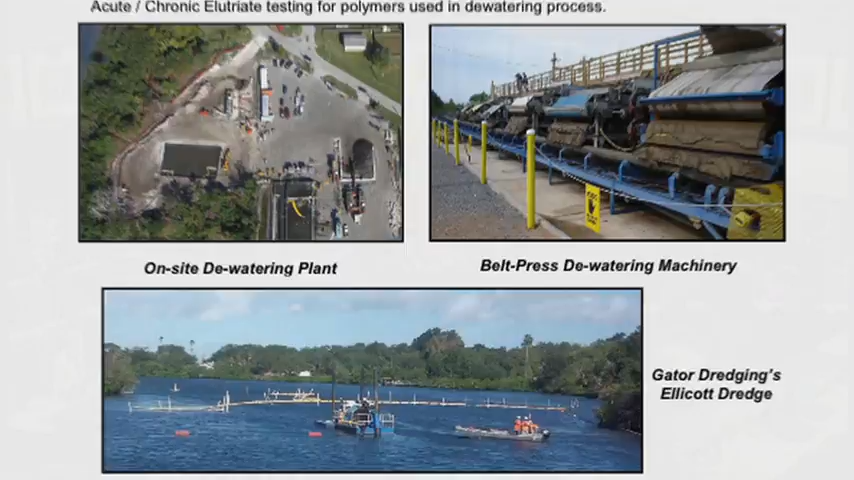 Acute / Chronic Elutriate testing for polymers used in dewatering process.
On-site De-watering Plant
Belt-Press De-watering Machinery
Gator Dredging's
Ellicott Dredge